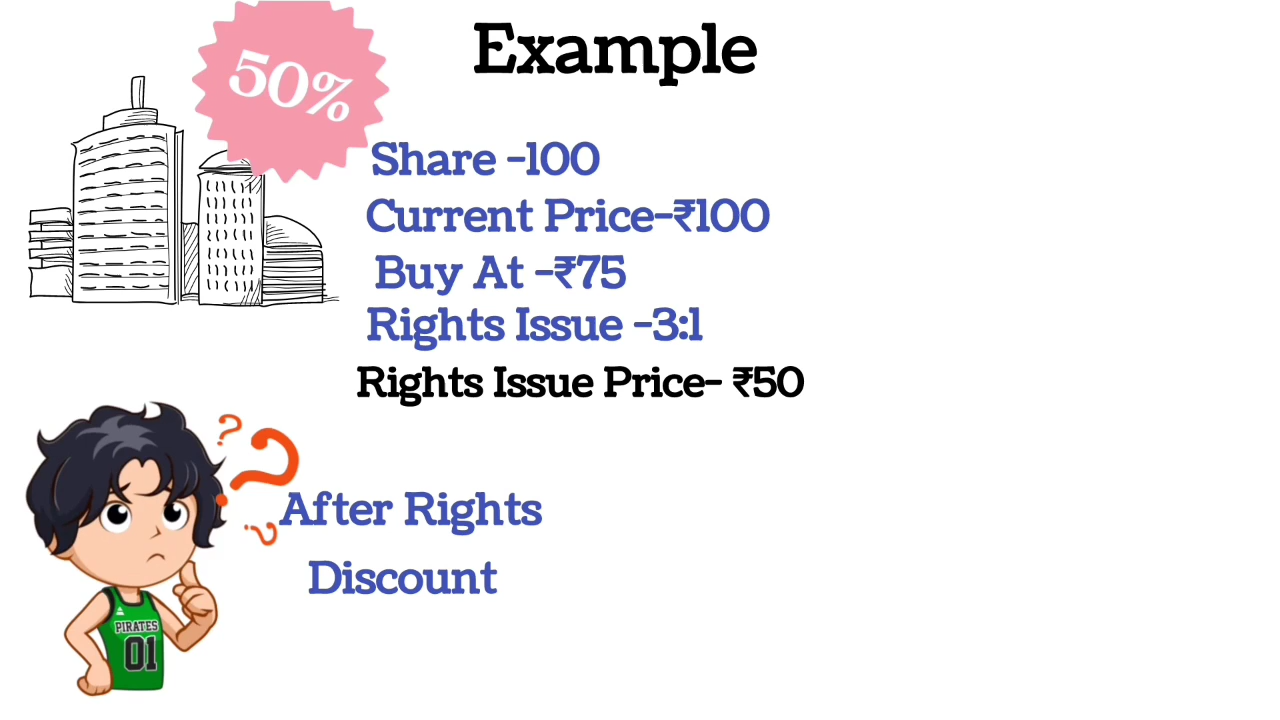 Example
50%
Share -100
Current Price-₹100
Buy At -₹75
Rights Issue -3:1
Rights Issue Price- ₹50
After Rights
Discount
PIRATES
01